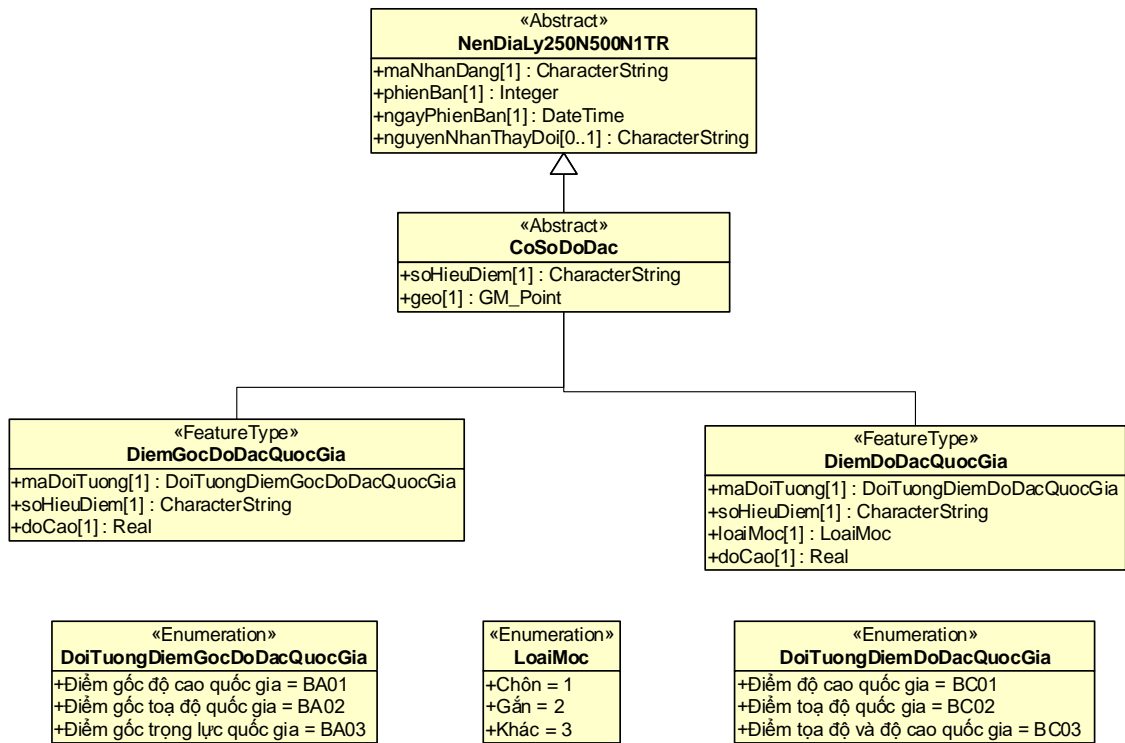 «Abstract»
NenDiaLy250N500N1TR
+maNhanDang[1] : CharacterString
+phienBan[1] : Integer
+ngayPhienBan[1] : DateTime
+nguyenNhanThayDoi[0..1] : CharacterString
«Abstract»
CoSoDoDac
+soHieuDiem[1] : CharacterString
+geo[1] : GM_Point
«FeatureType»
DiemGocDoDacQuocGia
+maDoiTuong[1] : DoiTuongDiemGocDoDacQuocGia
+soHieuDiem[1] : CharacterString
+doCao[1] : Real
«FeatureType»
DiemDoDacQuocGia
+maDoiTuong[1] : DoiTuongDiemDoDacQuocGia
+soHieuDiem[1] : CharacterString
+loaiMoc[1] : LoaiMoc
+doCao[1] : Real
«Enumeration»
DoiTuongDiemGocDoDacQuocGia
+Điểm gốc độ cao quốc gia = BA01
+Điểm gốc toạ độ quốc gia = BA02
+Điểm gốc trọng lực quốc gia = BA03
«Enumeration»
LoaiMoc
+Chôn = 1
+Gắn = 2
+Khác = 3
«Enumeration»
DoiTuongDiemDoDacQuocGia
+Điểm độ cao quốc gia = BC01
+Điểm toạ độ quốc gia = BC02
+Điểm tọa độ và độ cao quốc gia = BC03